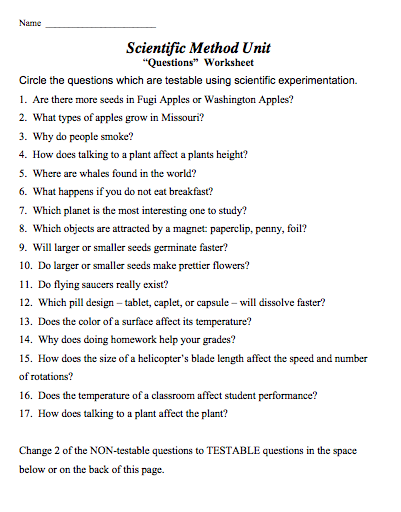 Name ______________________
Scientific Method Unit
“Questions” Worksheet
Circle the questions which are testable using scientific experimentation.
1. Are there more seeds in Fugi Apples or Washington Apples?
2. What types of apples grow in Missouri?
3. Why do people smoke?
4. How does talking to a plant affect a plants height?
5. Where are whales found in the world?
6. What happens if you do not eat breakfast?
7. Which planet is the most interesting one to study?
8. Which objects are attracted by a magnet: paperclip, penny, foil?
9. Will larger or smaller seeds germinate faster?
10. Do larger or smaller seeds make prettier flowers?
11. Do flying saucers really exist?
12. Which pill design – tablet, caplet, or capsule – will dissolve faster?
13. Does the color of a surface affect its temperature?
14. Why does doing homework help your grades?
15. How does the size of a helicopter’s blade length affect the speed and number
of rotations?
16. Does the temperature of a classroom affect student performance?
17. How does talking to a plant affect the plant?
Change 2 of the NON-testable questions to TESTABLE questions in the space
below or on the back of this page.